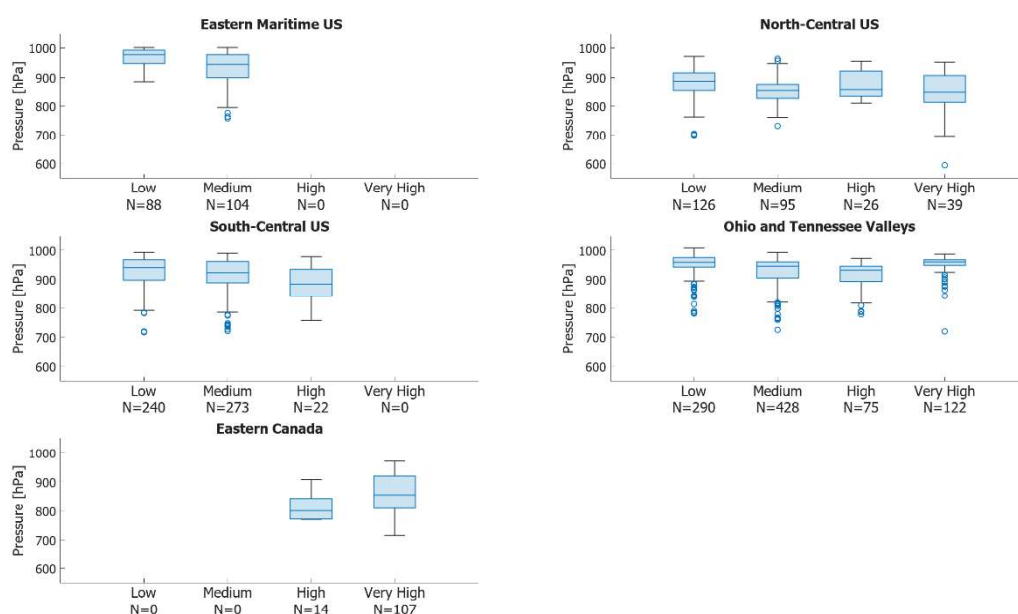 Eastern Maritime US
Pressure [hPa]
1000
900
800
700
600
Low Medium High Very High
N=88 N=104 N=0 N=0
North-Central US
Pressure [hPa]
1000
900
800
700
600
Low Medium High Very High
N=126 N=95 N=26 N=39
South-Central US
Pressure [hPa]
1000
900
800
700
600
Low Medium High Very High
N=240 N=273 N=22 N=0
Ohio and Tennessee Valleys
Pressure [hPa]
1000
900
800
700
600
Low Medium High Very High
N=290 N=428 N=75 N=122
Eastern Canada
Pressure [hPa]
1000
900
800
700
600
Low Medium High Very High
N=0 N=0 N=14 N=107